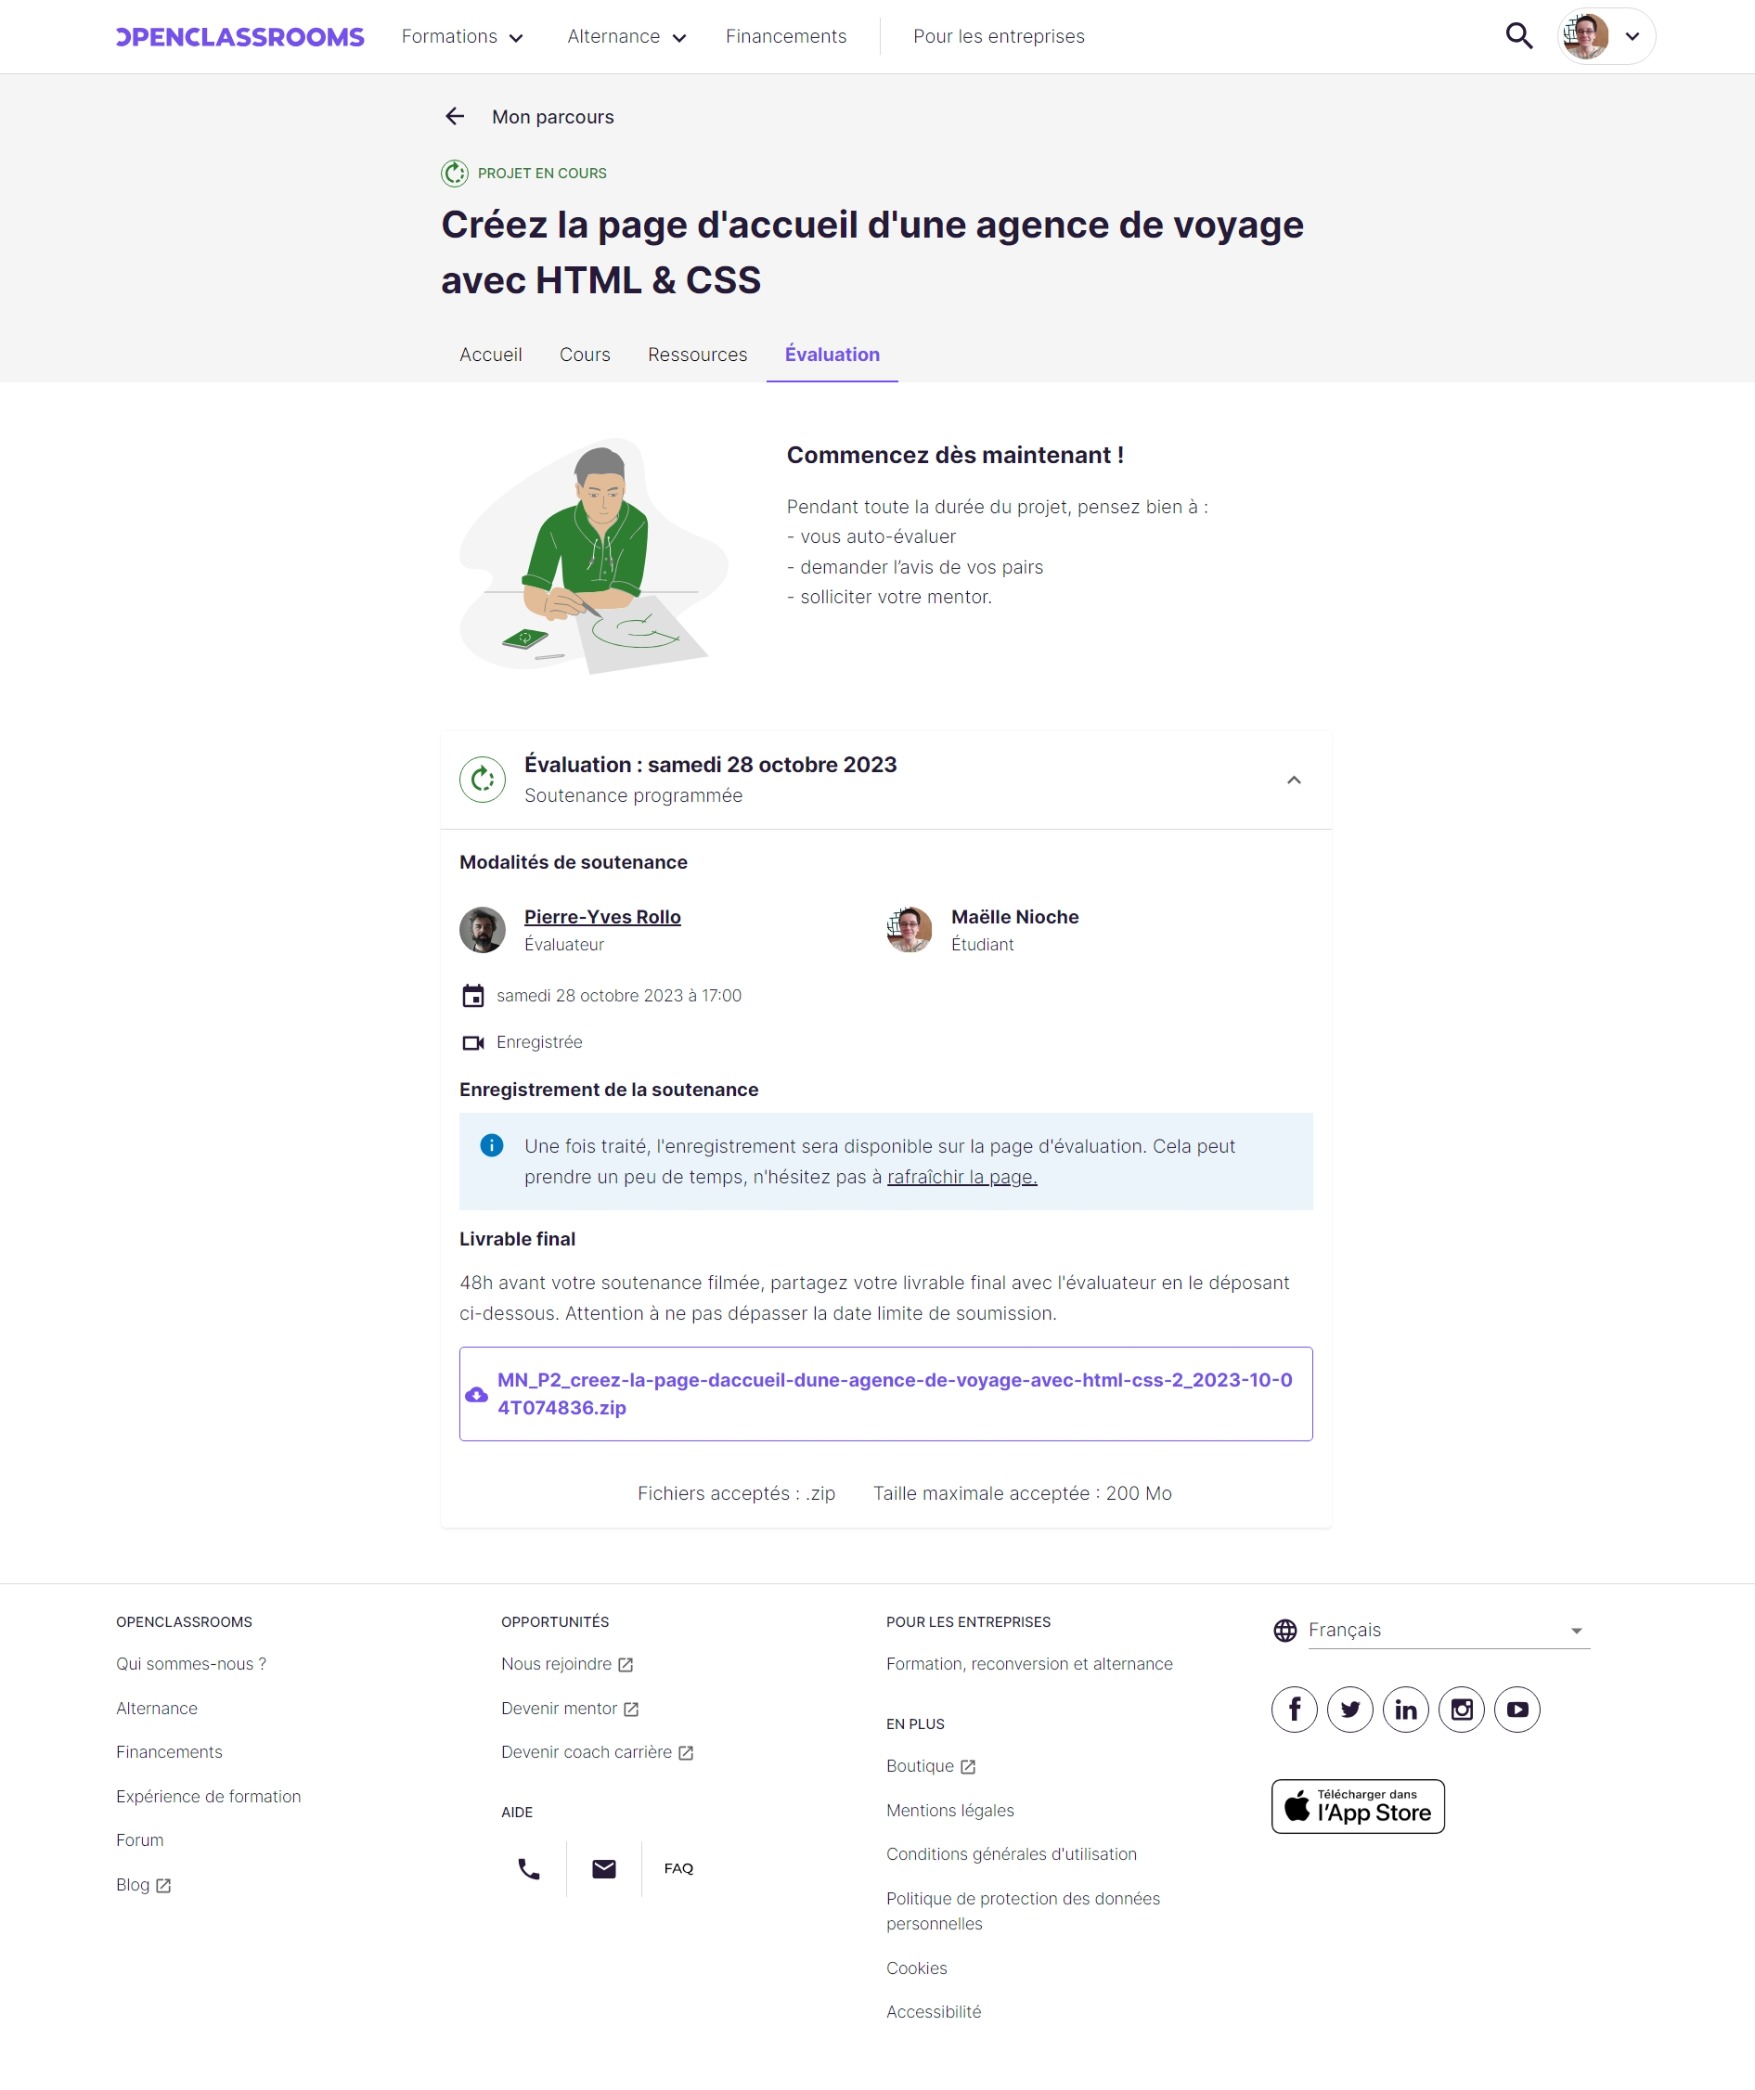 OPENCLASSROOMS
Formations
Alternance
Financements
Pour les entreprises
Mon parcours
PROJET EN COURS
Créez la page d'accueil d'une agence de voyage
avec HTML & CSS
Accueil
Cours
Ressources
Évaluation
Commencez dès maintenant !
Pendant toute la durée du projet, pensez bien à :
- vous auto-évaluer
- demander l’avis de vos pairs
- solliciter votre mentor.
Évaluation : samedi 28 octobre 2023
Soutenance programmée
Modalités de soutenance
Pierre-Yves Rollo
Évaluateur
Maëlle Nioche
Étudiant
samedi 28 octobre 2023 à 17:00
Enregistrée
Enregistrement de la soutenance
Une fois traité, l'enregistrement sera disponible sur la page d'évaluation. Cela peut
prendre un peu de temps, n'hésitez pas à rafraîchir la page.
Livrable final
48h avant votre soutenance filmée, partagez votre livrable final avec l'évaluateur en le déposant
ci-dessous. Attention à ne pas dépasser la date limite de soumission.
MN_P2_creez-la-page-daccueil-dune-agence-de-voyage-avec-html-css-2_2023-10-0
4T074836.zip
Fichiers acceptés : .zip
Taille maximale acceptée : 200 Mo
OPENCLASSROOMS
Qui sommes-nous ?
Alternance
Financements
Expérience de formation
Forum
Blog
OPPORTUNITÉS
Nous rejoindre
Devenir mentor
Devenir coach carrière
AIDE
FAQ
POUR LES ENTREPRISES
Formation, reconversion et alternance
EN PLUS
Boutique
Mentions légales
Conditions générales d'utilisation
Politique de protection des données
personnelles
Cookies
Accessibilité
Français
Télécharger dans
l'App Store